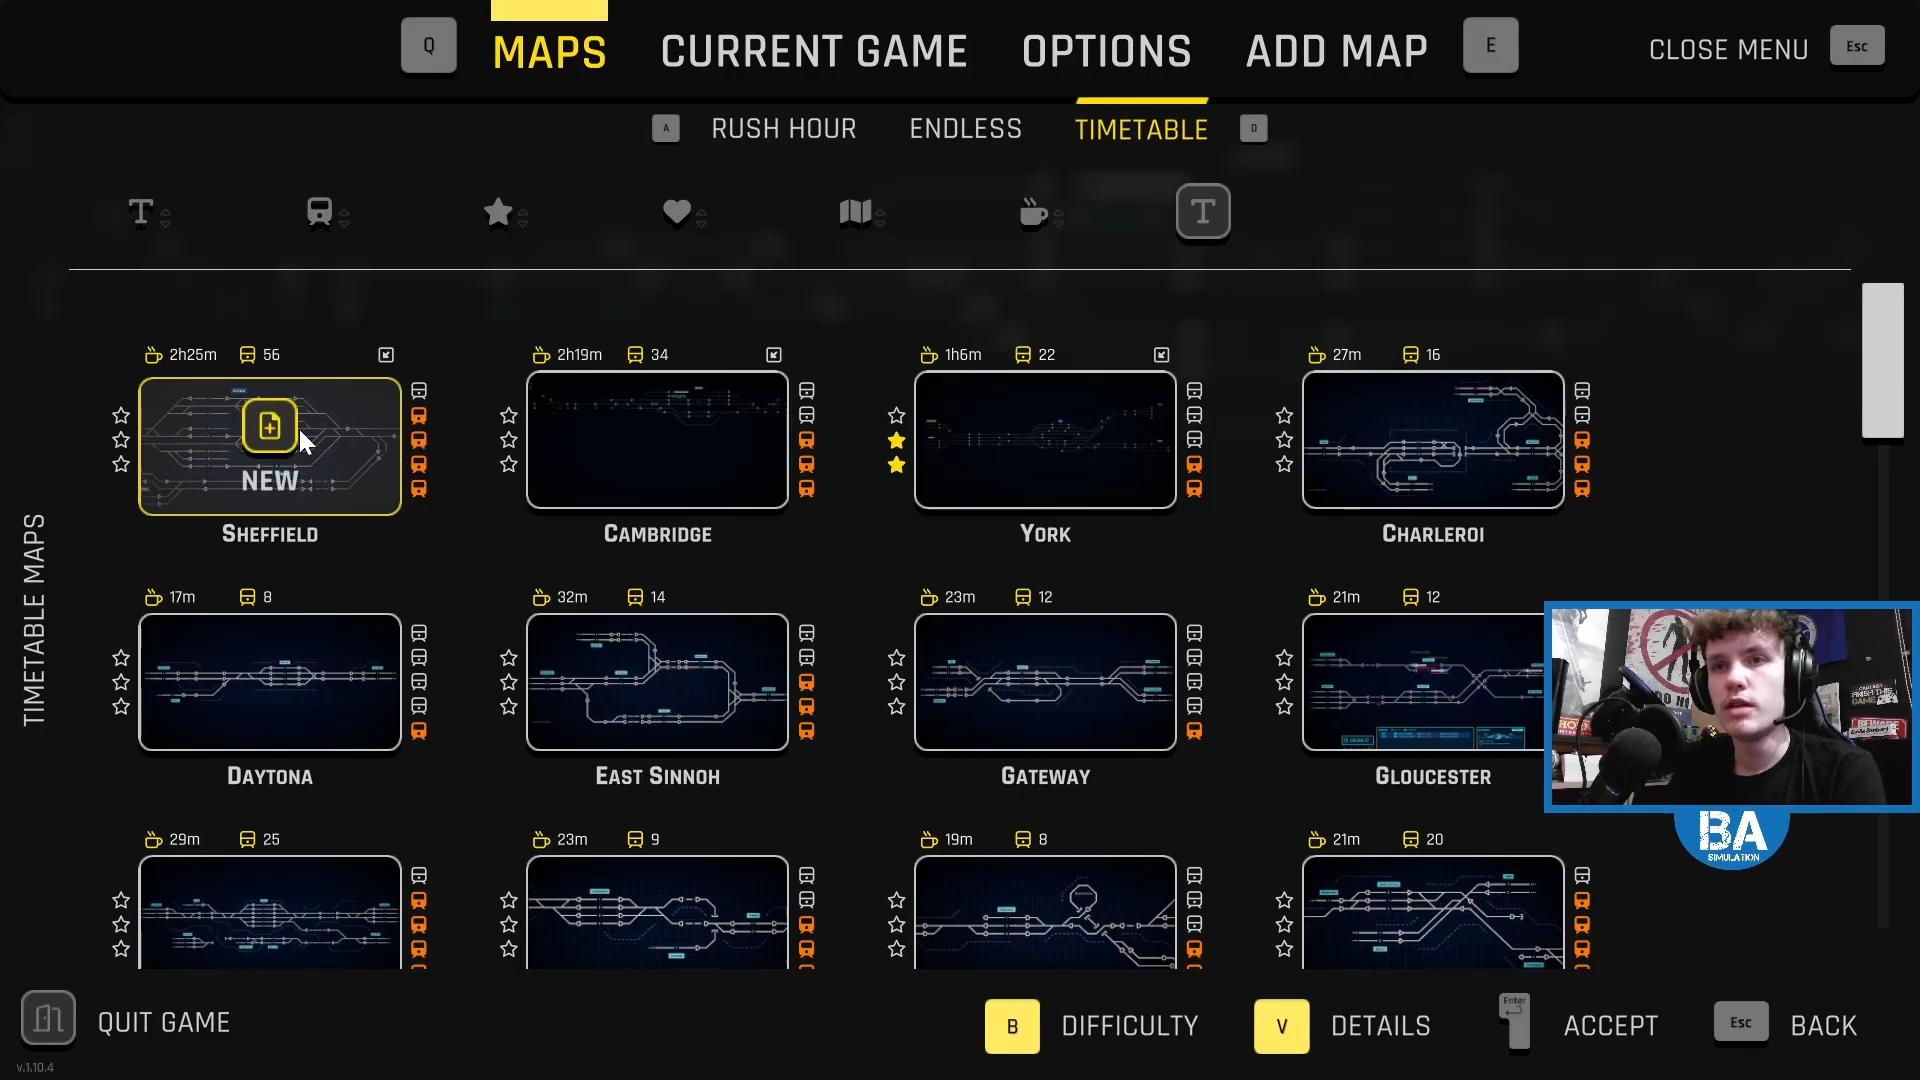 Q MAPS CURRENT GAME OPTIONS ADD MAP E CLOSE MENU Esc
A RUSH HOUR ENDLESS TIMETABLE D
T T
2h25m 56 2h19m 34 1h6m 22 27m 16
NEW
SHEFFIELD CAMBRIDGE YORK CHARLEROI
TIMETABLE MAPS
17m 8 32m 14 23m 12 21m 12
DAYTONA EAST SINNOH GATEWAY GLOUCESTER
29m 25 23m 9 19m 8 21m 20
BA
SIMULATION
QUIT GAME B DIFFICULTY V DETAILS Enter ACCEPT Esc BACK
v.1.10.4